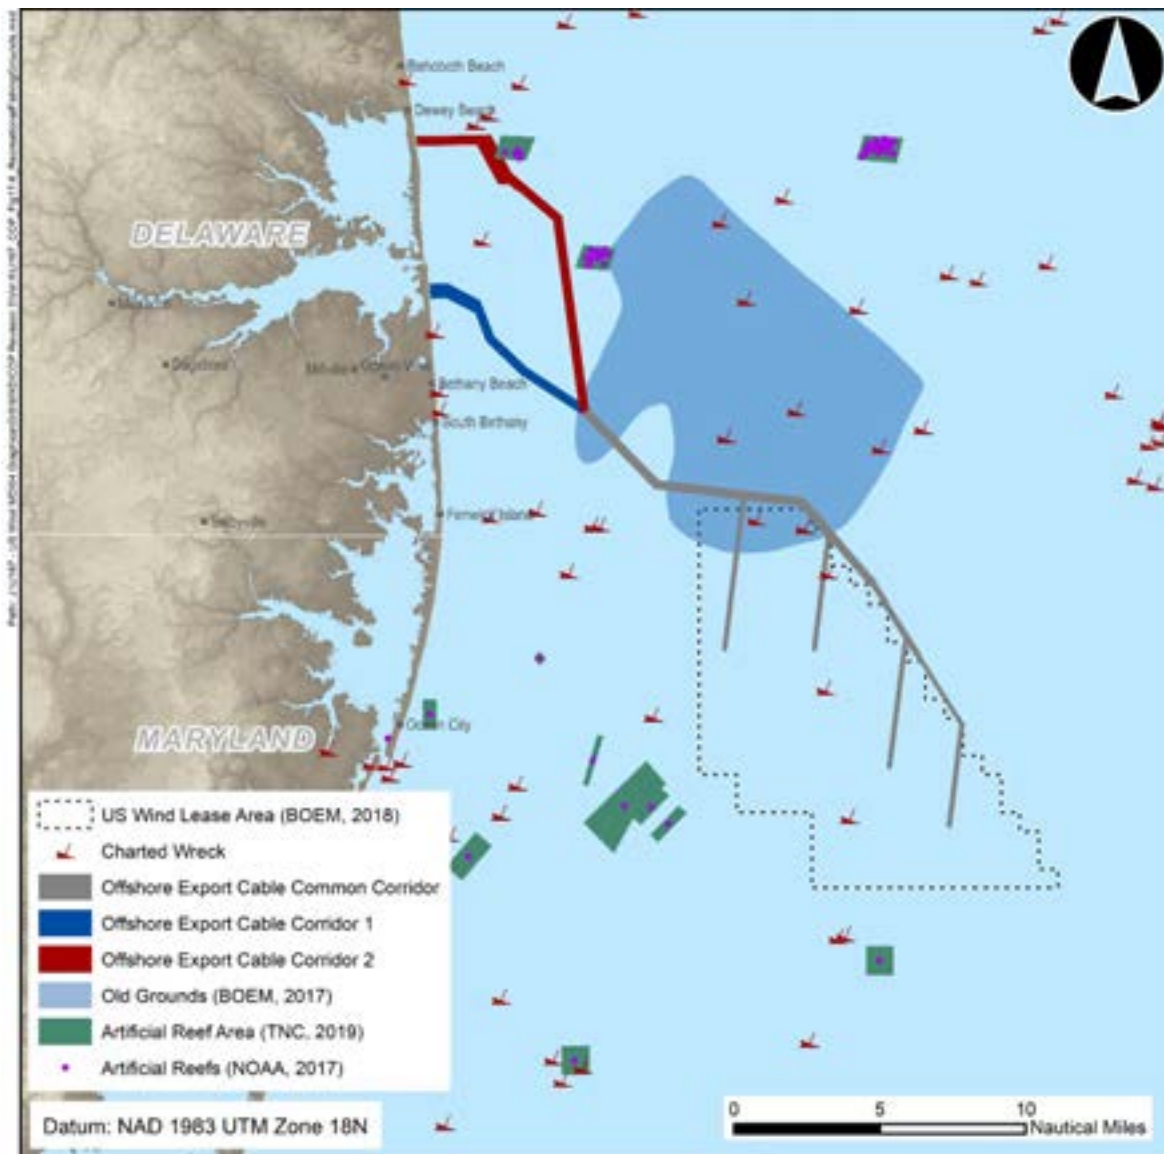 Rehoboth Beach
Dewey Beach
DELAWARE
Millville
Ocean View
Bethany Beach
South Bethany
Fenwick Island
Selbyville
Ocean City
MARYLAND
US Wind Lease Area (BOEM, 2018)
Charted Wreck
Offshore Export Cable Common Corridor
Offshore Export Cable Corridor 1
Offshore Export Cable Corridor 2
Old Grounds (BOEM, 2017)
Artificial Reef Area (TNC, 2019)
Artificial Reefs (NOAA, 2017)
Datum: NAD 1983 UTM Zone 18N
0 5 10
Nautical Miles